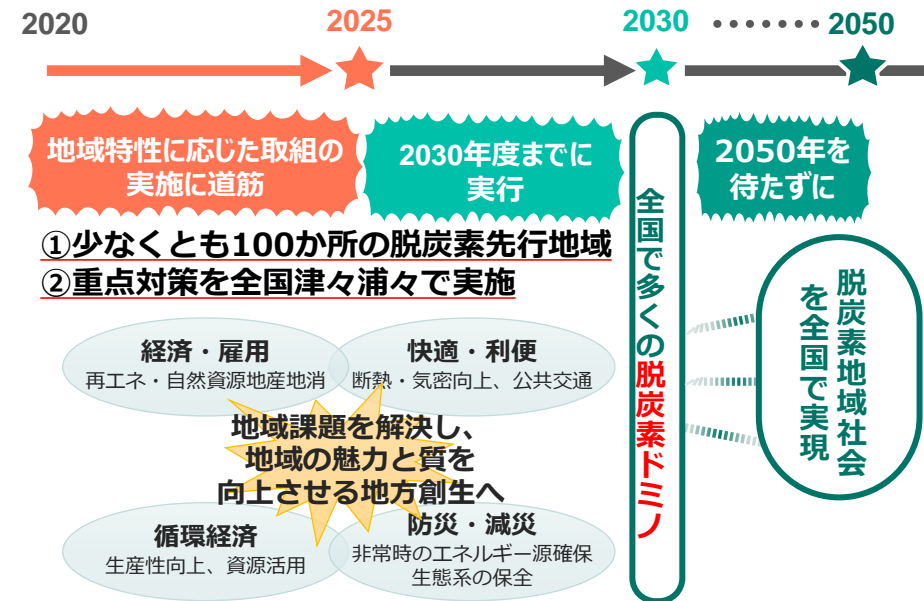 2020
2025
2030
・・・・・・・
2050
地域特性に応じた取組の
実施に道筋
2030年度までに
実行
2050年を
待たずに
①少なくとも100か所の脱炭素先行地域
②重点対策を全国津々浦々で実施
経済・雇用
再エネ・自然資源地産地消
快適・利便
断熱・気密向上、公共交通
地域課題を解決し、
地域の魅力と質を
向上させる地方創生へ
循環経済
生産性向上、資源活用
防災・減災
非常時のエネルギー源確保
生態系の保全
全国で多くの脱炭素ドミノ
脱炭素地域社会
を全国で実現